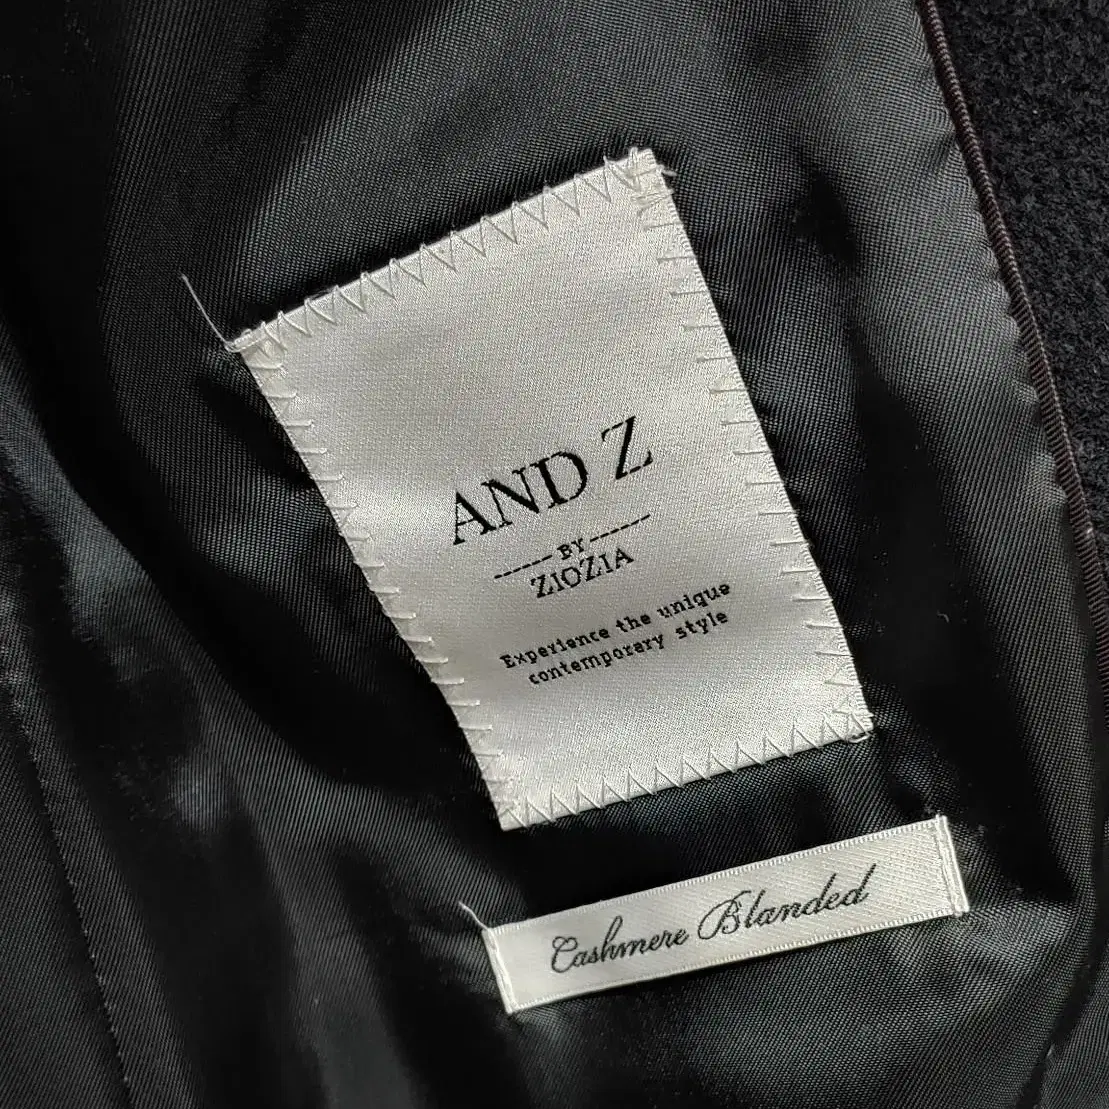 AND Z
BY
ZIOZIA
Experience the unique
contemporary style
Cashmere Blanded